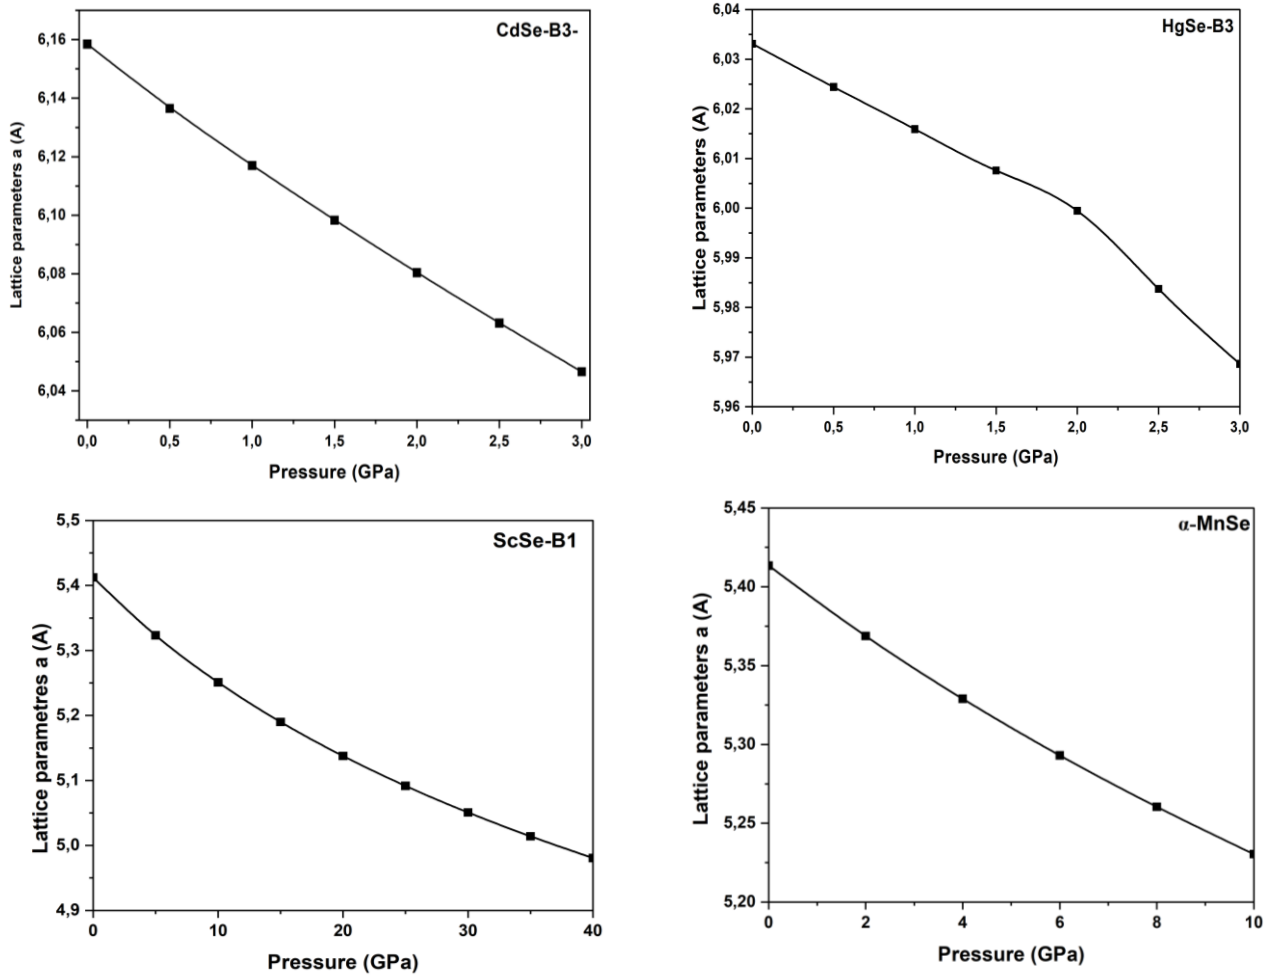 CdSe-B3-
6,16
6,14
6,12
6,10
6,08
6,06
6,04
Lattice parameters a (A)
0,0 0,5 1,0 1,5 2,0 2,5 3,0
Pressure (GPa)
HgSe-B3
6,04
6,03
6,02
6,01
6,00
5,99
5,98
5,97
5,96
Lattice parameters (A)
0,0 0,5 1,0 1,5 2,0 2,5 3,0
Pressure (GPa)
ScSe-B1
5,5
5,4
5,3
5,2
5,1
5,0
4,9
Lattice parametres a (A)
0 10 20 30 40
Pressure (GPa)
α-MnSe
5,45
5,40
5,35
5,30
5,25
5,20
Lattice parameters a (A)
0 2 4 6 8 10
Pressure (GPa)